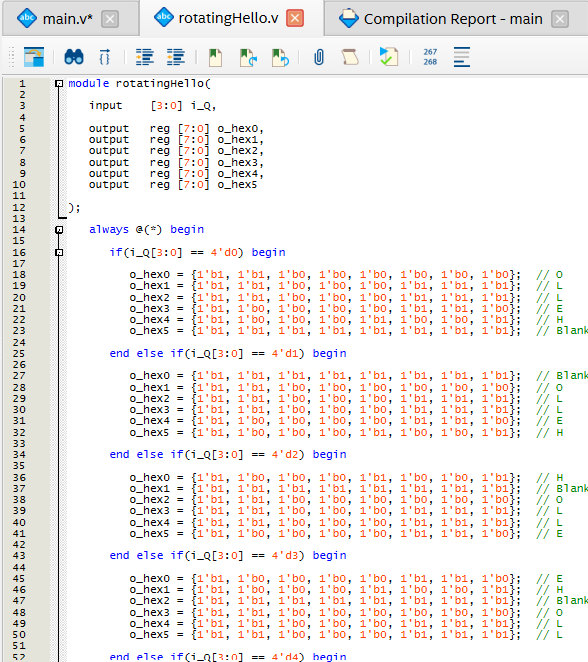 main.v*
rotatingHello.v
Compilation Report - main
267
268
1 module rotatingHello(
2
3 input [3:0] i_Q,
4
5 output reg [7:0] o_hex0,
6 output reg [7:0] o_hex1,
7 output reg [7:0] o_hex2,
8 output reg [7:0] o_hex3,
9 output reg [7:0] o_hex4,
10 output reg [7:0] o_hex5
11
12 );
13
14 always @(*) begin
15
16 if(i_Q[3:0] == 4'd0) begin
17
18 o_hex0 = {1'b1, 1'b1, 1'b0, 1'b0, 1'b0, 1'b0, 1'b0, 1'b0}; // O
19 o_hex1 = {1'b1, 1'b1, 1'b0, 1'b0, 1'b0, 1'b1, 1'b1, 1'b1}; // L
20 o_hex2 = {1'b1, 1'b1, 1'b0, 1'b0, 1'b0, 1'b1, 1'b1, 1'b1}; // L
21 o_hex3 = {1'b1, 1'b0, 1'b0, 1'b0, 1'b0, 1'b1, 1'b1, 1'b0}; // E
22 o_hex4 = {1'b1, 1'b0, 1'b0, 1'b0, 1'b1, 1'b0, 1'b0, 1'b1}; // H
23 o_hex5 = {1'b1, 1'b1, 1'b1, 1'b1, 1'b1, 1'b1, 1'b1, 1'b1}; // Blank
24
25 end else if(i_Q[3:0] == 4'd1) begin
26
27 o_hex0 = {1'b1, 1'b1, 1'b1, 1'b1, 1'b1, 1'b1, 1'b1, 1'b1}; // Blank
28 o_hex1 = {1'b1, 1'b1, 1'b0, 1'b0, 1'b0, 1'b0, 1'b0, 1'b0}; // O
29 o_hex2 = {1'b1, 1'b1, 1'b0, 1'b0, 1'b0, 1'b1, 1'b1, 1'b1}; // L
30 o_hex3 = {1'b1, 1'b1, 1'b0, 1'b0, 1'b0, 1'b1, 1'b1, 1'b1}; // L
31 o_hex4 = {1'b1, 1'b0, 1'b0, 1'b0, 1'b0, 1'b1, 1'b1, 1'b0}; // E
32 o_hex5 = {1'b1, 1'b0, 1'b0, 1'b0, 1'b1, 1'b0, 1'b0, 1'b1}; // H
33
34 end else if(i_Q[3:0] == 4'd2) begin
35
36 o_hex0 = {1'b1, 1'b0, 1'b0, 1'b0, 1'b1, 1'b0, 1'b0, 1'b1}; // H
37 o_hex1 = {1'b1, 1'b1, 1'b1, 1'b1, 1'b1, 1'b1, 1'b1, 1'b1}; // Blank
38 o_hex2 = {1'b1, 1'b1, 1'b0, 1'b0, 1'b0, 1'b0, 1'b0, 1'b0}; // O
39 o_hex3 = {1'b1, 1'b1, 1'b0, 1'b0, 1'b0, 1'b1, 1'b1, 1'b1}; // L
40 o_hex4 = {1'b1, 1'b1, 1'b0, 1'b0, 1'b0, 1'b1, 1'b1, 1'b1}; // L
41 o_hex5 = {1'b1, 1'b0, 1'b0, 1'b0, 1'b0, 1'b1, 1'b1, 1'b0}; // E
42
43 end else if(i_Q[3:0] == 4'd3) begin
44
45 o_hex0 = {1'b1, 1'b0, 1'b0, 1'b0, 1'b0, 1'b1, 1'b1, 1'b0}; // E
46 o_hex1 = {1'b1, 1'b0, 1'b0, 1'b0, 1'b1, 1'b0, 1'b0, 1'b1}; // H
47 o_hex2 = {1'b1, 1'b1, 1'b1, 1'b1, 1'b1, 1'b1, 1'b1, 1'b1}; // Blank
48 o_hex3 = {1'b1, 1'b1, 1'b0, 1'b0, 1'b0, 1'b0, 1'b0, 1'b0}; // O
49 o_hex4 = {1'b1, 1'b1, 1'b0, 1'b0, 1'b0, 1'b1, 1'b1, 1'b1}; // L
50 o_hex5 = {1'b1, 1'b1, 1'b0, 1'b0, 1'b0, 1'b1, 1'b1, 1'b1}; // L
51
52 end else if(i_Q[3:0] == 4'd4) begin